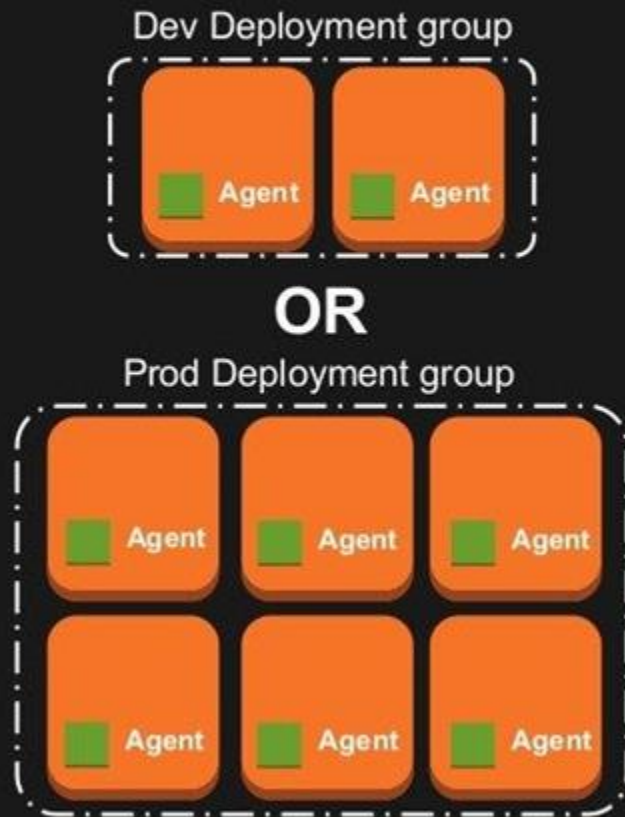 Dev Deployment group
Agent Agent
OR
Prod Deployment group
Agent Agent Agent
Agent Agent Agent